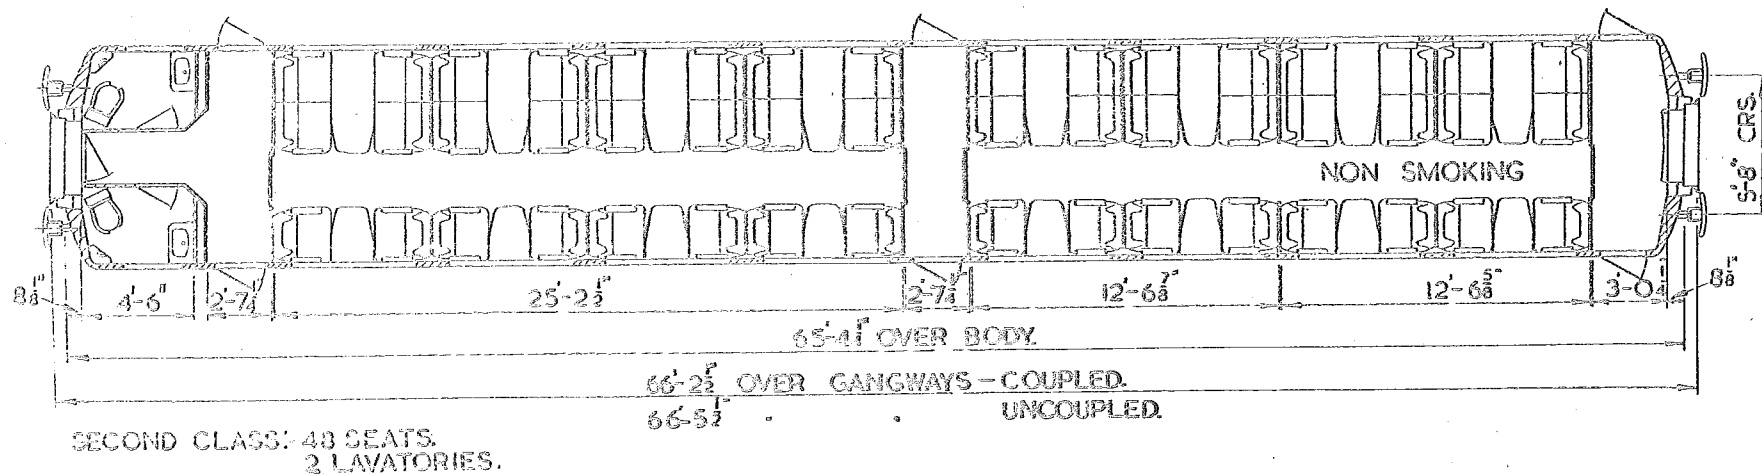 NON SMOKING
5'-8" CRS.
8⅛" 4'-6" 2'-7¼" 25'-2½" 2'-7¼" 12'-6⅞" 12'-6⅝" 3'-0¼" 8⅛"
65'-4¼" OVER BODY.
66'-2½" OVER GANGWAYS - COUPLED.
66'-5½" " " UNCOUPLED.
SECOND CLASS:- 48 SEATS.
2 LAVATORIES.